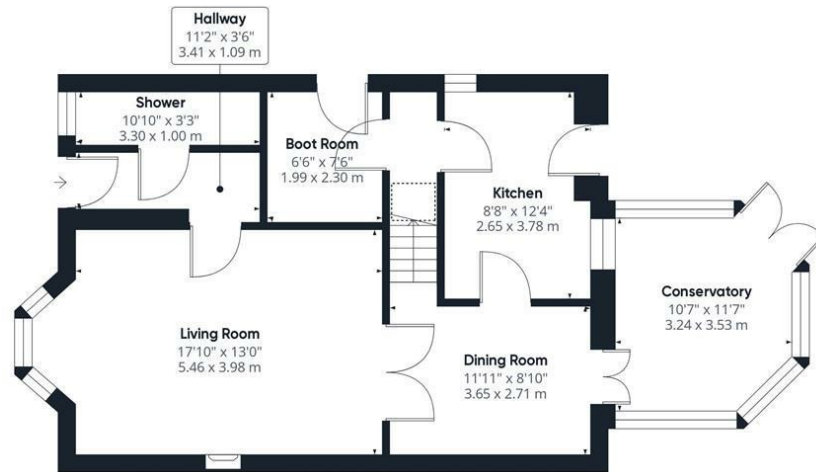 Hallway
11'2" x 3'6"
3.41 x 1.09 m
Shower
10'10" x 3'3"
3.30 x 1.00 m
Boot Room
6'6" x 7'6"
1.99 x 2.30 m
Kitchen
8'8" x 12'4"
2.65 x 3.78 m
Conservatory
10'7" x 11'7"
3.24 x 3.53 m
Living Room
17'10" x 13'0"
5.46 x 3.98 m
Dining Room
11'11" x 8'10"
3.65 x 2.71 m